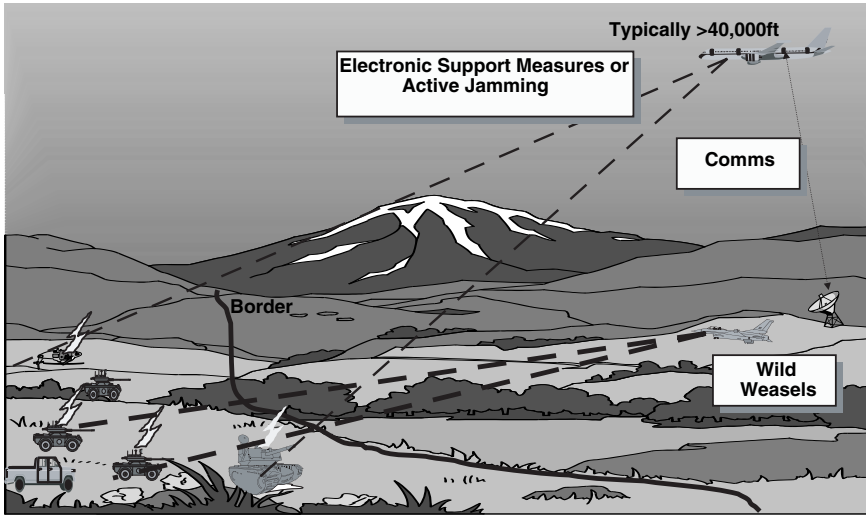 Typically >40,000ft
Electronic Support Measures or
Active Jamming
Comms
Border
Wild
Weasels